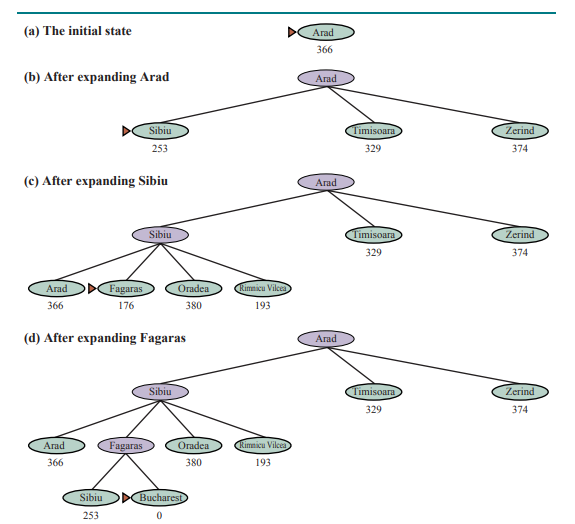 (a) The initial state
Arad
366
(b) After expanding Arad
Arad
Sibiu
Timisoara
Zerind
253
329
374
(c) After expanding Sibiu
Arad
Sibiu
Timisoara
Zerind
329
374
Arad
Fagaras
Oradea
Rimnicu Vilcea
366
176
380
193
(d) After expanding Fagaras
Arad
Sibiu
Timisoara
Zerind
329
374
Arad
Fagaras
Oradea
Rimnicu Vilcea
366
380
193
Sibiu
Bucharest
253
0